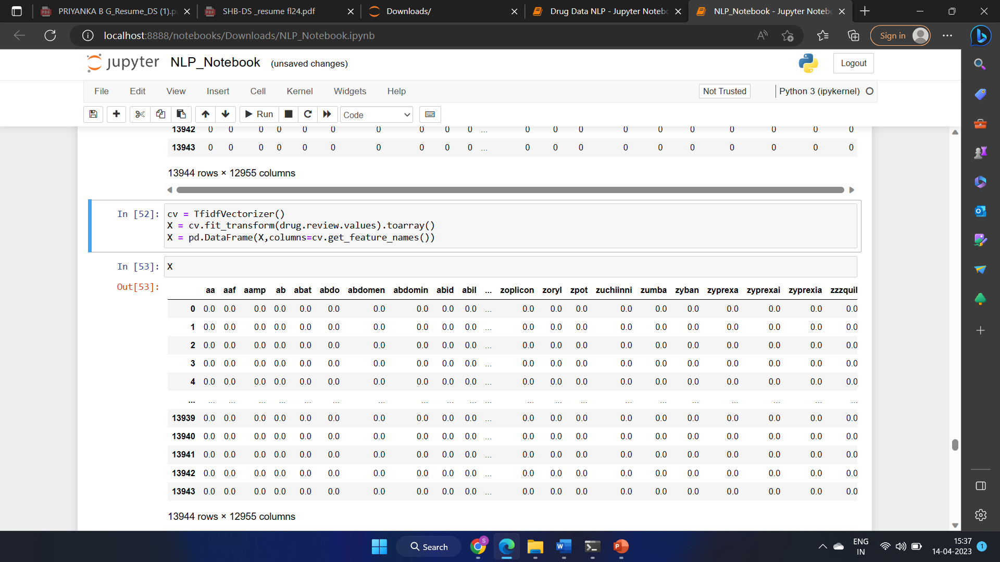 PRIYANKA B G_Resume_DS (1).p
SHB-DS _resume fl24.pdf
Downloads/
Drug Data NLP - Jupyter Notebo
NLP_Notebook - Jupyter Notebo
localhost:8888/notebooks/Downloads/NLP_Notebook.ipynb
Sign in
jupyter NLP_Notebook (unsaved changes)
Logout
File Edit View Insert Cell Kernel Widgets Help
Not Trusted
Python 3 (ipykernel)
Run
Code
13942 0 0 0 0 0 0 0 0 0 0 ... 0 0 0 0 0 0 0 0 0 0
13943 0 0 0 0 0 0 0 0 0 0 ... 0 0 0 0 0 0 0 0 0 0
13944 rows × 12955 columns
In [52]: cv = TfidfVectorizer()
X = cv.fit_transform(drug.review.values).toarray()
X = pd.DataFrame(X,columns=cv.get_feature_names())
In [53]: X
Out[53]:
aa aaf aamp ab abat abdo abdomen abdomin abid abil ... zoplicon zoryl zpot zuchiinni zumba zyban zyprexa zyprexai zyprexia zzzquil
0 0.0 0.0 0.0 0.0 0.0 0.0 0.0 0.0 0.0 0.0 ... 0.0 0.0 0.0 0.0 0.0 0.0 0.0 0.0 0.0 0.0
1 0.0 0.0 0.0 0.0 0.0 0.0 0.0 0.0 0.0 0.0 ... 0.0 0.0 0.0 0.0 0.0 0.0 0.0 0.0 0.0 0.0
2 0.0 0.0 0.0 0.0 0.0 0.0 0.0 0.0 0.0 0.0 ... 0.0 0.0 0.0 0.0 0.0 0.0 0.0 0.0 0.0 0.0
3 0.0 0.0 0.0 0.0 0.0 0.0 0.0 0.0 0.0 0.0 ... 0.0 0.0 0.0 0.0 0.0 0.0 0.0 0.0 0.0 0.0
4 0.0 0.0 0.0 0.0 0.0 0.0 0.0 0.0 0.0 0.0 ... 0.0 0.0 0.0 0.0 0.0 0.0 0.0 0.0 0.0 0.0
... ... ... ... ... ... ... ... ... ... ... ... ... ... ... ... ... ... ... ... ... ...
13939 0.0 0.0 0.0 0.0 0.0 0.0 0.0 0.0 0.0 0.0 ... 0.0 0.0 0.0 0.0 0.0 0.0 0.0 0.0 0.0 0.0
13940 0.0 0.0 0.0 0.0 0.0 0.0 0.0 0.0 0.0 0.0 ... 0.0 0.0 0.0 0.0 0.0 0.0 0.0 0.0 0.0 0.0
13941 0.0 0.0 0.0 0.0 0.0 0.0 0.0 0.0 0.0 0.0 ... 0.0 0.0 0.0 0.0 0.0 0.0 0.0 0.0 0.0 0.0
13942 0.0 0.0 0.0 0.0 0.0 0.0 0.0 0.0 0.0 0.0 ... 0.0 0.0 0.0 0.0 0.0 0.0 0.0 0.0 0.0 0.0
13943 0.0 0.0 0.0 0.0 0.0 0.0 0.0 0.0 0.0 0.0 ... 0.0 0.0 0.0 0.0 0.0 0.0 0.0 0.0 0.0 0.0
13944 rows × 12955 columns
Search
ENG
IN
15:37
14-04-2023
1